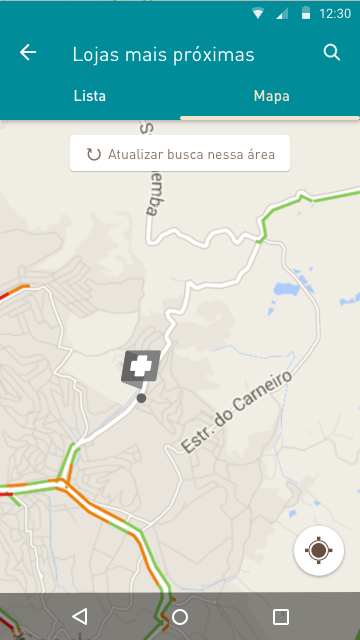 12:30
Lojas mais próximas
Lista
Mapa
Atualizar busca nessa área
Estr. do Carneiro